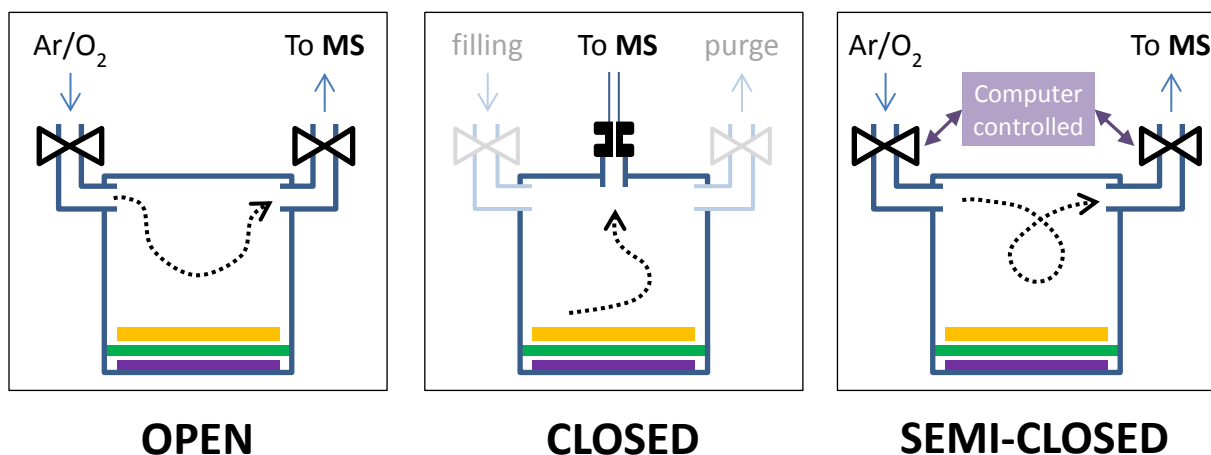 Ar/O₂
To MS
OPEN
filling
To MS
purge
CLOSED
Ar/O₂
To MS
Computer
controlled
SEMI-CLOSED